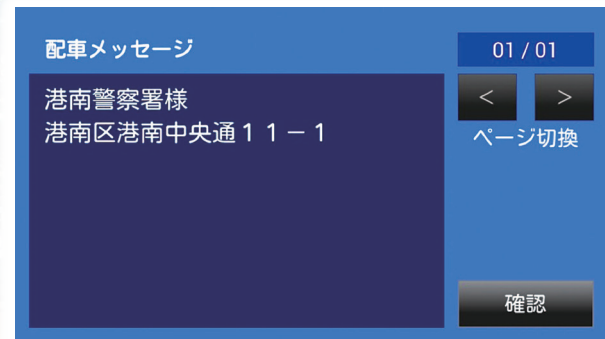 配車メッセージ
01/01
港南警察署様
港南区港南中央通11－1
<
>
ページ切換
確認